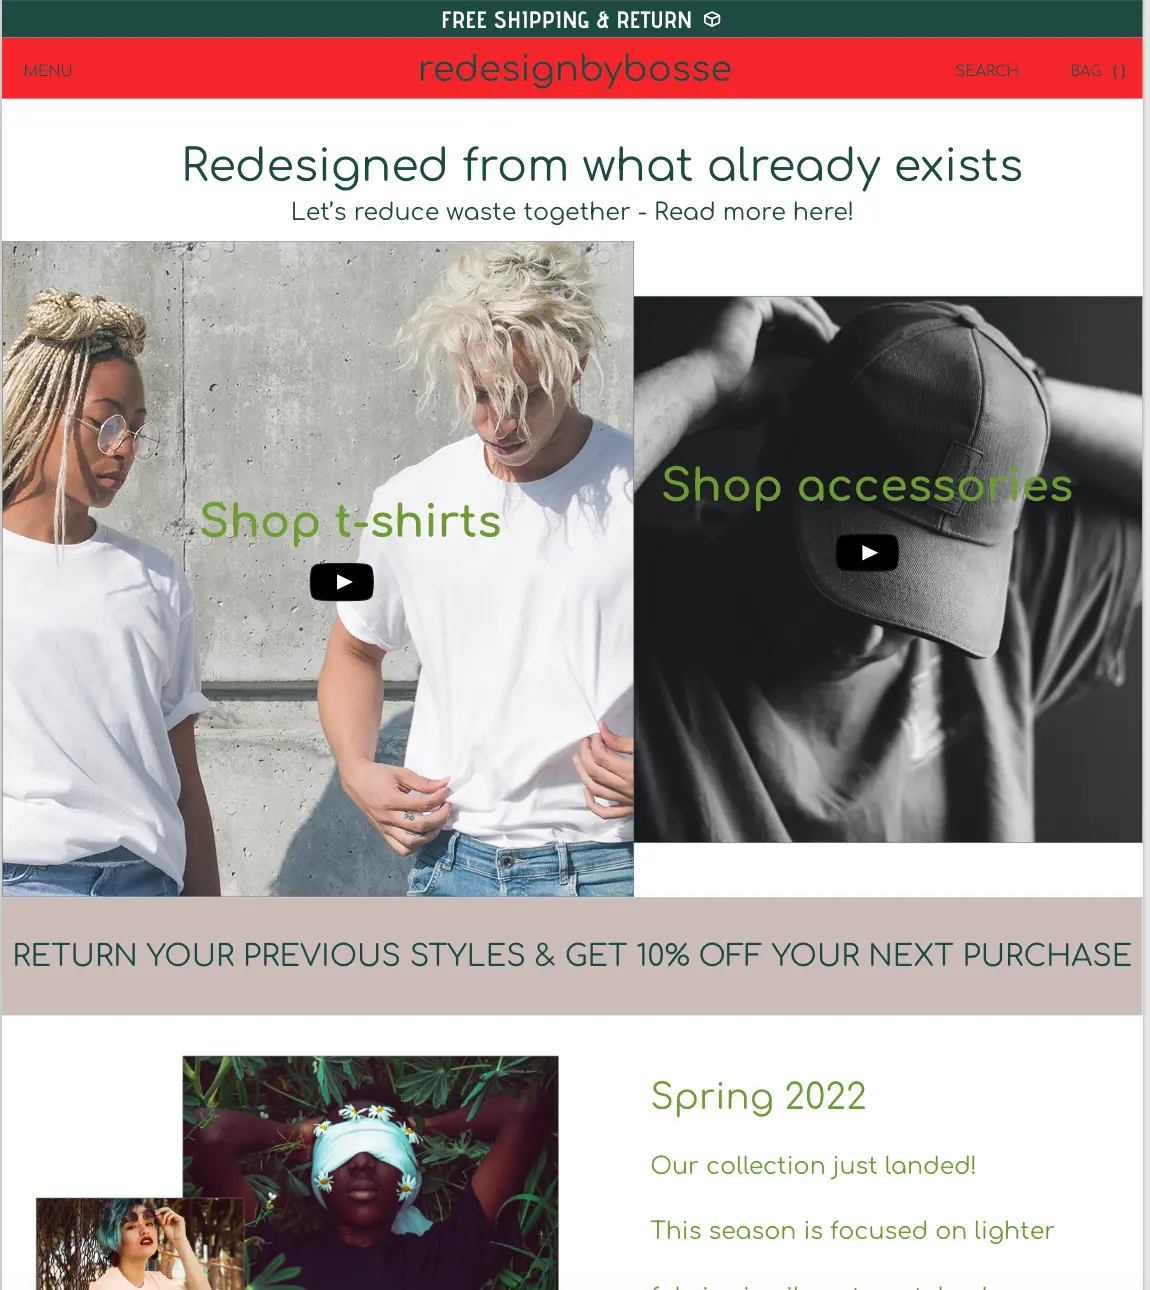 FREE SHIPPING & RETURN
MENU
redesignbybosse
SEARCH
BAG ( )
Redesigned from what already exists
Let's reduce waste together - Read more here!
Shop t-shirts
Shop accessories
RETURN YOUR PREVIOUS STYLES & GET 10% OFF YOUR NEXT PURCHASE
Spring 2022
Our collection just landed!
This season is focused on lighter